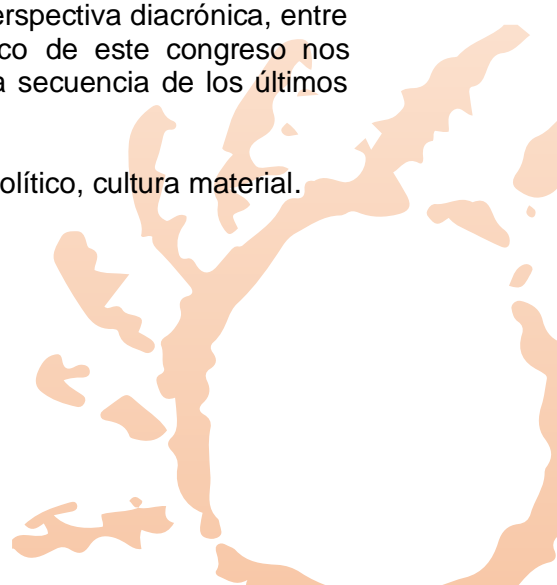 erspectiva diacrónica, entre
co de este congreso nos
a secuencia de los últimos
olítico, cultura material.